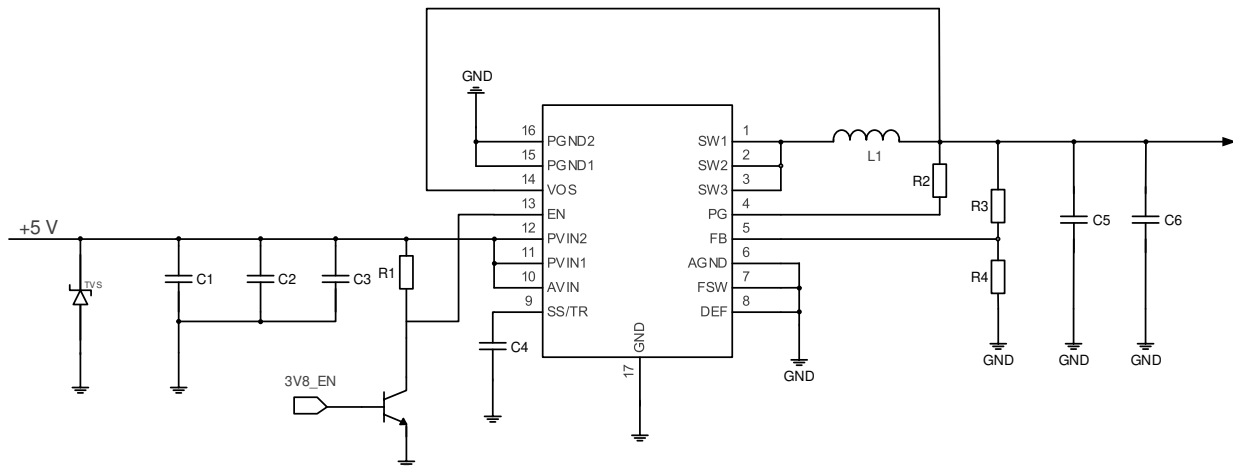 GND
16 PGND2 SW1 1
15 PGND1 SW2 2
L1
14 VOS SW3 3
R2
R3
13 EN PG 4
C5
C6
+5 V
12 PVIN2 FB 5
11 PVIN1 AGND 6
C1
C2
C3
R1
R4
TVS
10 AVIN FSW 7
9 SS/TR DEF 8
C4
GND
17
GND
GND
GND
GND
3V8_EN